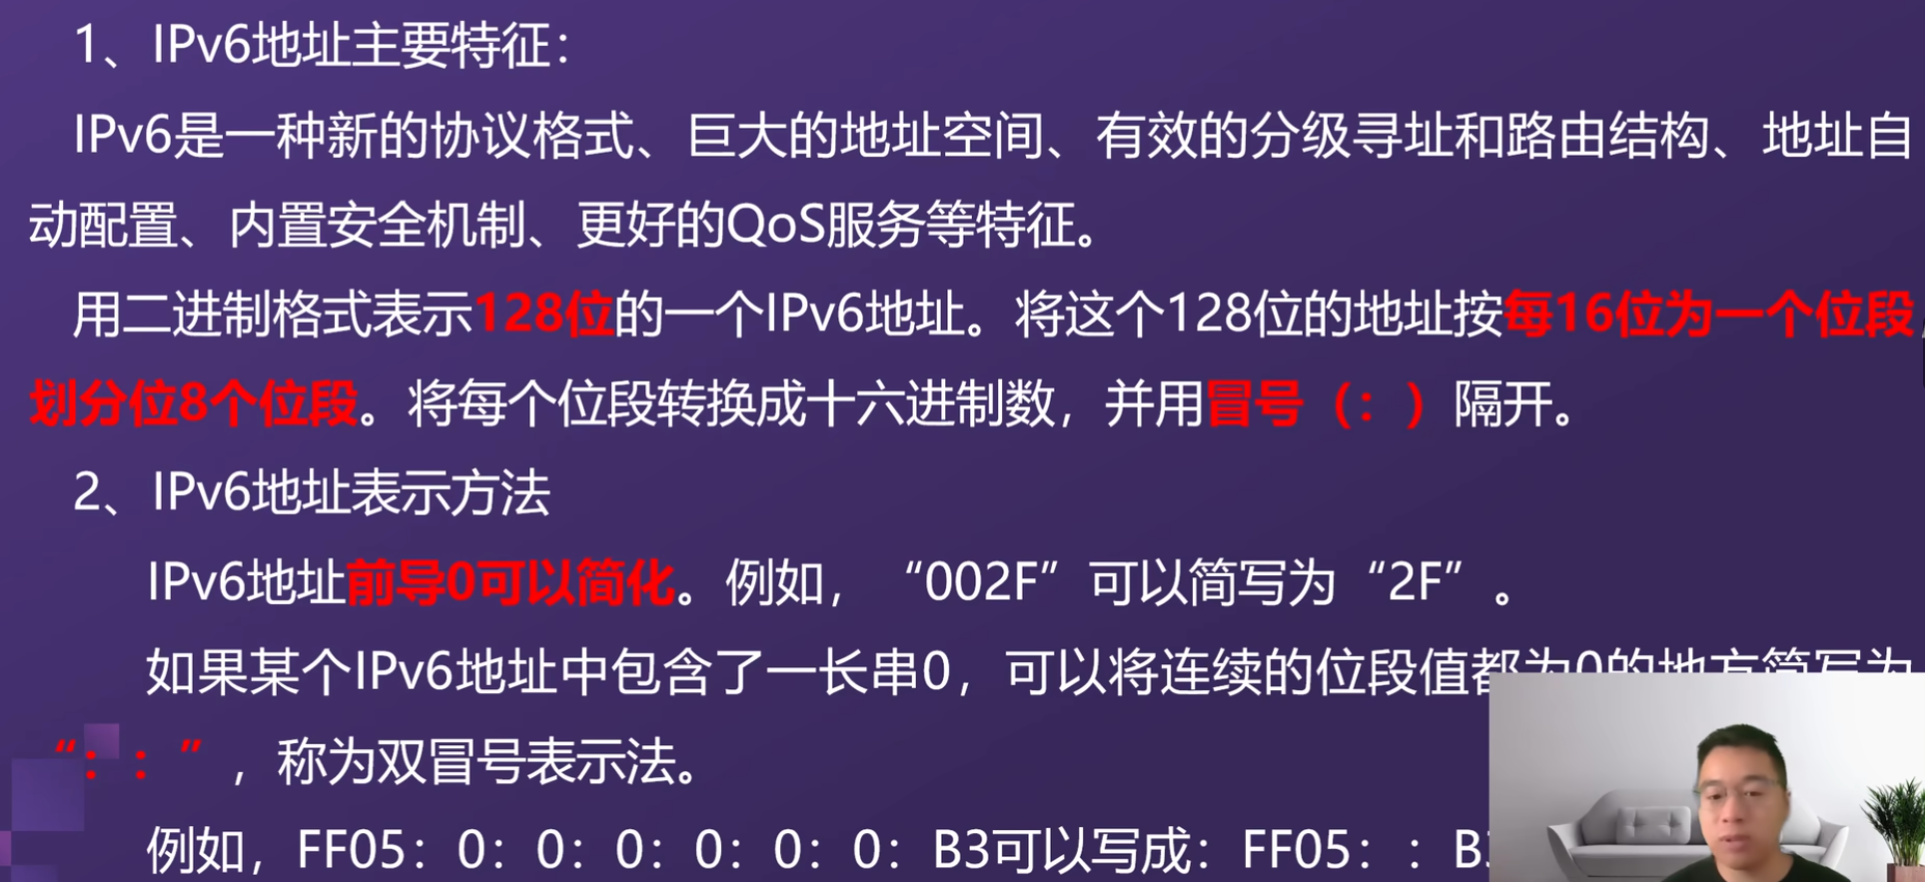 1、IPv6地址主要特征：
IPv6是一种新的协议格式、巨大的地址空间、有效的分级寻址和路由结构、地址自
动配置、内置安全机制、更好的QoS服务等特征。
用二进制格式表示128位的一个IPv6地址。将这个128位的地址按每16位为一个位段，
划分位8个位段。将每个位段转换成十六进制数，并用冒号（：）隔开。
2、IPv6地址表示方法
IPv6地址前导0可以简化。例如，“002F”可以简写为“2F”。
如果某个IPv6地址中包含了一长串0，可以将连续的位段值都为0的地方简写为
“：：”，称为双冒号表示法。
例如，FF05：0：0：0：0：0：0：B3可以写成：FF05：：B